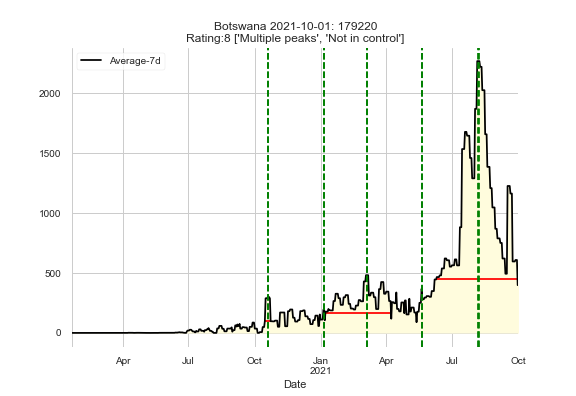 Botswana 2021-10-01: 179220
Rating:8 ['Multiple peaks', 'Not in control']
Average-7d
2000
1500
1000
500
0
Apr
Jul
Oct
Jan
2021
Apr
Jul
Oct
Date